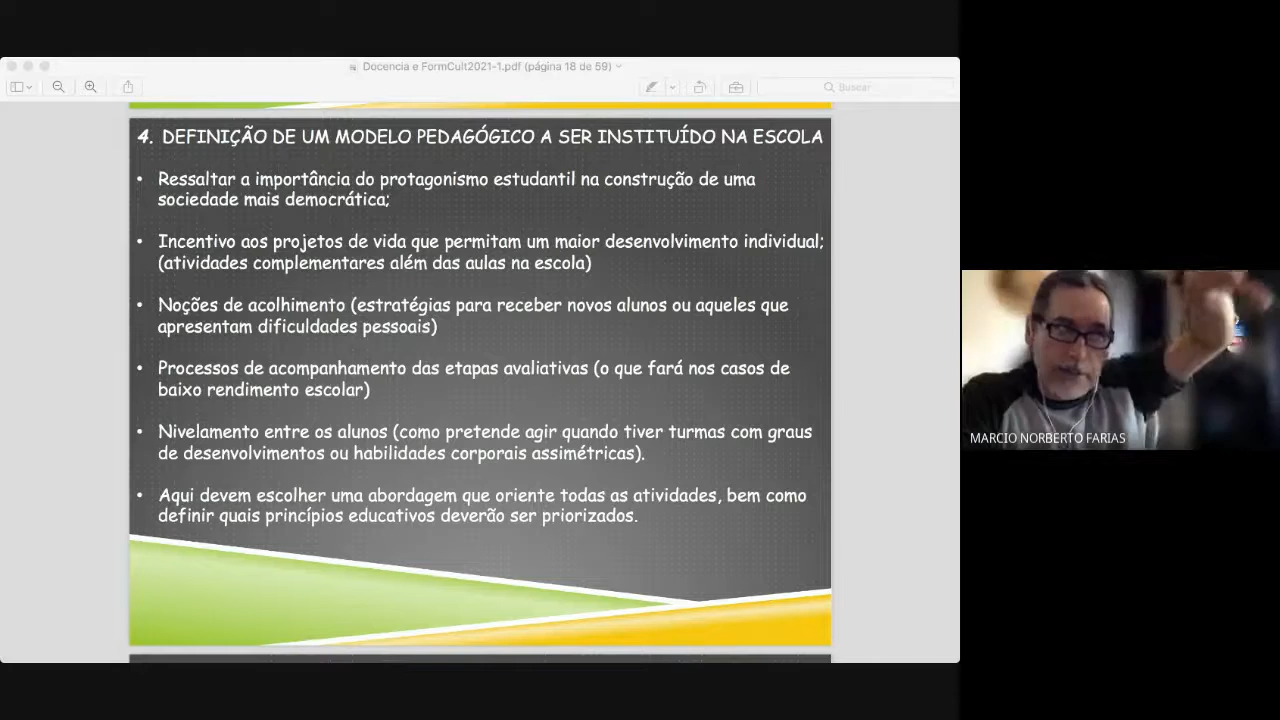 Docencia e FormCult2021-1.pdf (página 18 de 59)
Buscar
4. DEFINIÇÃO DE UM MODELO PEDAGÓGICO A SER INSTITUÍDO NA ESCOLA
• Ressaltar a importância do protagonismo estudantil na construção de uma
sociedade mais democrática;
• Incentivo aos projetos de vida que permitam um maior desenvolvimento individual;
(atividades complementares além das aulas na escola)
• Noções de acolhimento (estratégias para receber novos alunos ou aqueles que
apresentam dificuldades pessoais)
• Processos de acompanhamento das etapas avaliativas (o que fará nos casos de
baixo rendimento escolar)
• Nivelamento entre os alunos (como pretende agir quando tiver turmas com graus
de desenvolvimentos ou habilidades corporais assimétricas).
• Aqui devem escolher uma abordagem que oriente todas as atividades, bem como
definir quais princípios educativos deverão ser priorizados.
MARCIO NORBERTO FARIAS